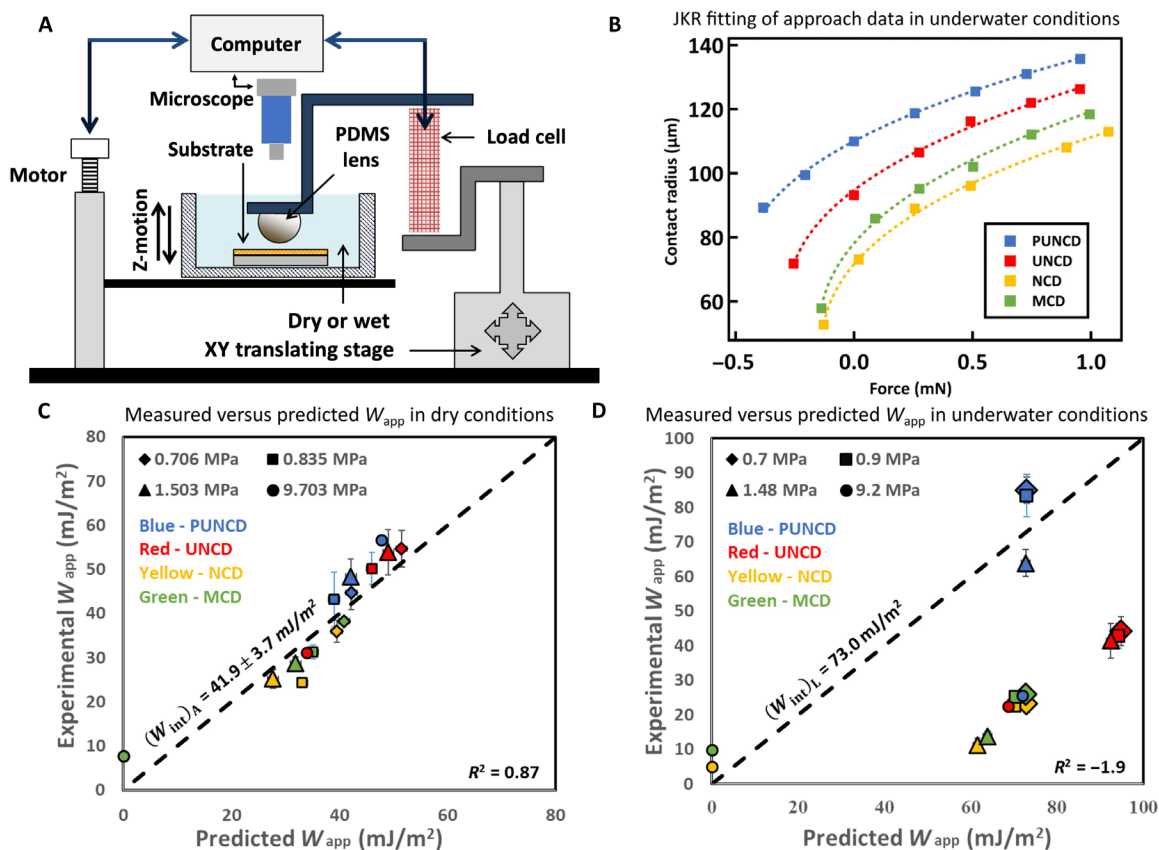 A
Computer
Microscope
PDMS
lens
Load cell
Substrate
Motor
Z-motion
Dry or wet
XY translating stage
B
JKR fitting of approach data in underwater conditions
Contact radius (μm)
140
120
100
80
60
−0.5
0.0
0.5
1.0
Force (mN)
PUNCD
UNCD
NCD
MCD
C
Measured versus predicted Wapp in dry conditions
Experimental Wapp (mJ/m²)
80
70
60
50
40
30
20
10
0
0
20
40
60
80
Predicted Wapp (mJ/m²)
0.706 MPa
0.835 MPa
1.503 MPa
9.703 MPa
Blue - PUNCD
Red - UNCD
Yellow - NCD
Green - MCD
(Wint)A = 41.9 ± 3.7 mJ/m²
R² = 0.87
D
Measured versus predicted Wapp in underwater conditions
Experimental Wapp (mJ/m²)
100
90
80
70
60
50
40
30
20
10
0
0
20
40
60
80
100
Predicted Wapp (mJ/m²)
0.7 MPa
0.9 MPa
1.48 MPa
9.2 MPa
Blue - PUNCD
Red - UNCD
Yellow - NCD
Green - MCD
(Wint)L = 73.0 mJ/m²
R² = −1.9